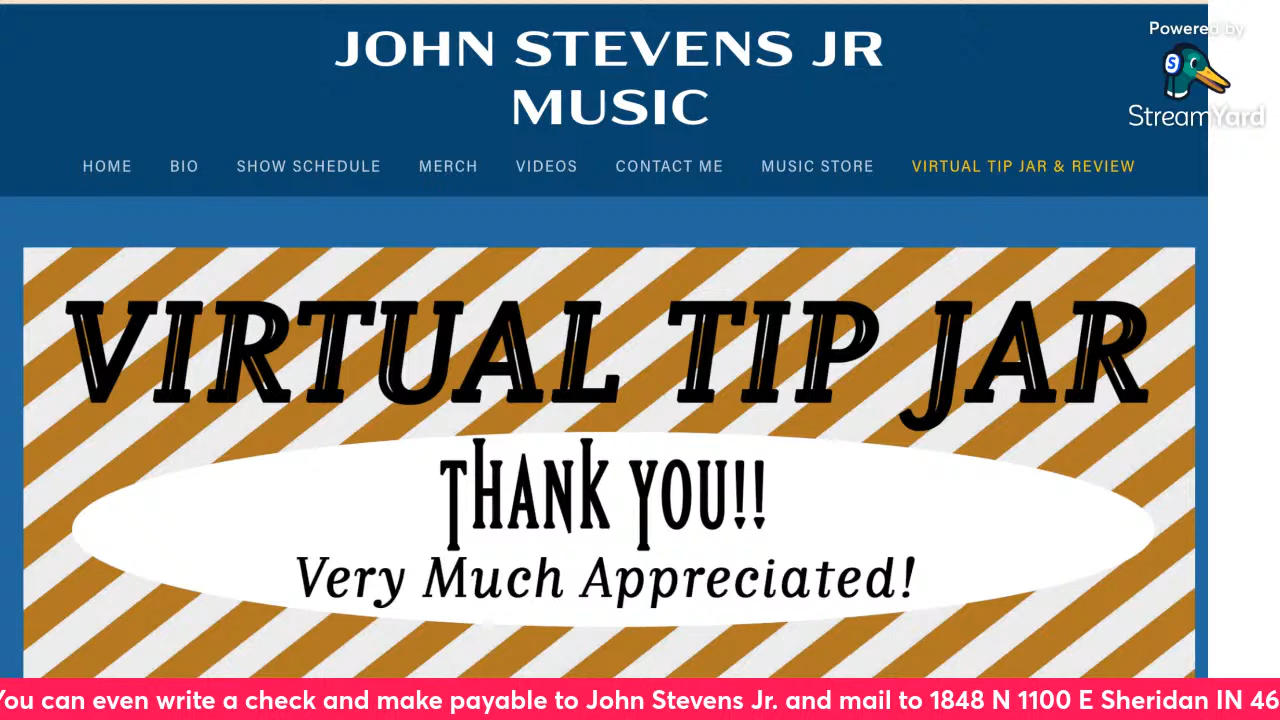 Powered by
StreamYard
JOHN STEVENS JR
MUSIC
HOME BIO SHOW SCHEDULE MERCH VIDEOS CONTACT ME MUSIC STORE VIRTUAL TIP JAR & REVIEW
VIRTUAL TIP JAR
THANK YOU!!
Very Much Appreciated!
You can even write a check and make payable to John Stevens Jr. and mail to 1848 N 1100 E Sheridan IN 46